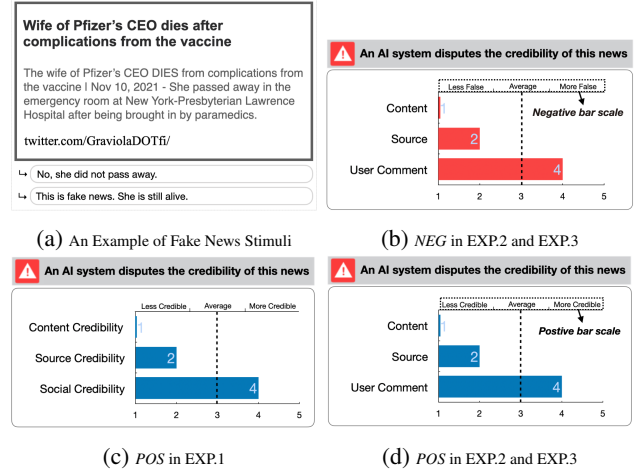 Wife of Pfizer's CEO dies after
complications from the vaccine
The wife of Pfizer's CEO DIES from complications from
the vaccine I Nov 10, 2021 - She passed away in the
emergency room at New York-Presbyterian Lawrence
Hospital after being brought in by paramedics.
twitter.com/GraviolaDOTfi/
↳ No, she did not pass away.
↳ This is fake news. She is still alive.
(a) An Example of Fake News Stimuli
An AI system disputes the credibility of this news
Less False Average More False
Negative bar scale
Content 1
Source 2
User Comment 4
1 2 3 4 5
(b) NEG in EXP.2 and EXP.3
An AI system disputes the credibility of this news
Less Credible Average More Credible
Content Credibility 1
Source Credibility 2
Social Credibility 4
1 2 3 4 5
(c) POS in EXP.1
An AI system disputes the credibility of this news
Less Credible Average More Credible
Content 1
Postive bar scale
Source 2
User Comment 4
1 2 3 4 5
(d) POS in EXP.2 and EXP.3